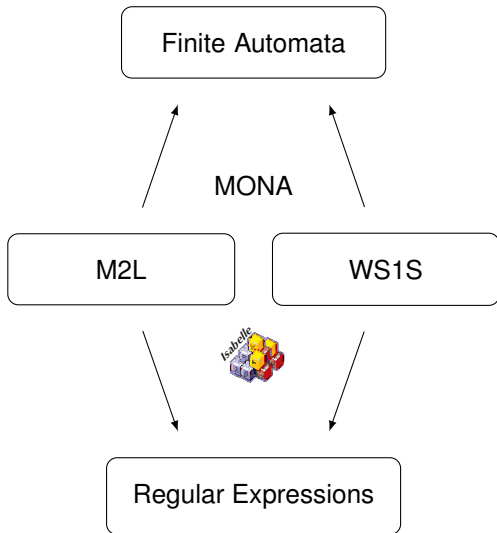 Finite Automata
MONA
M2L
WS1S
Isabelle
Regular Expressions